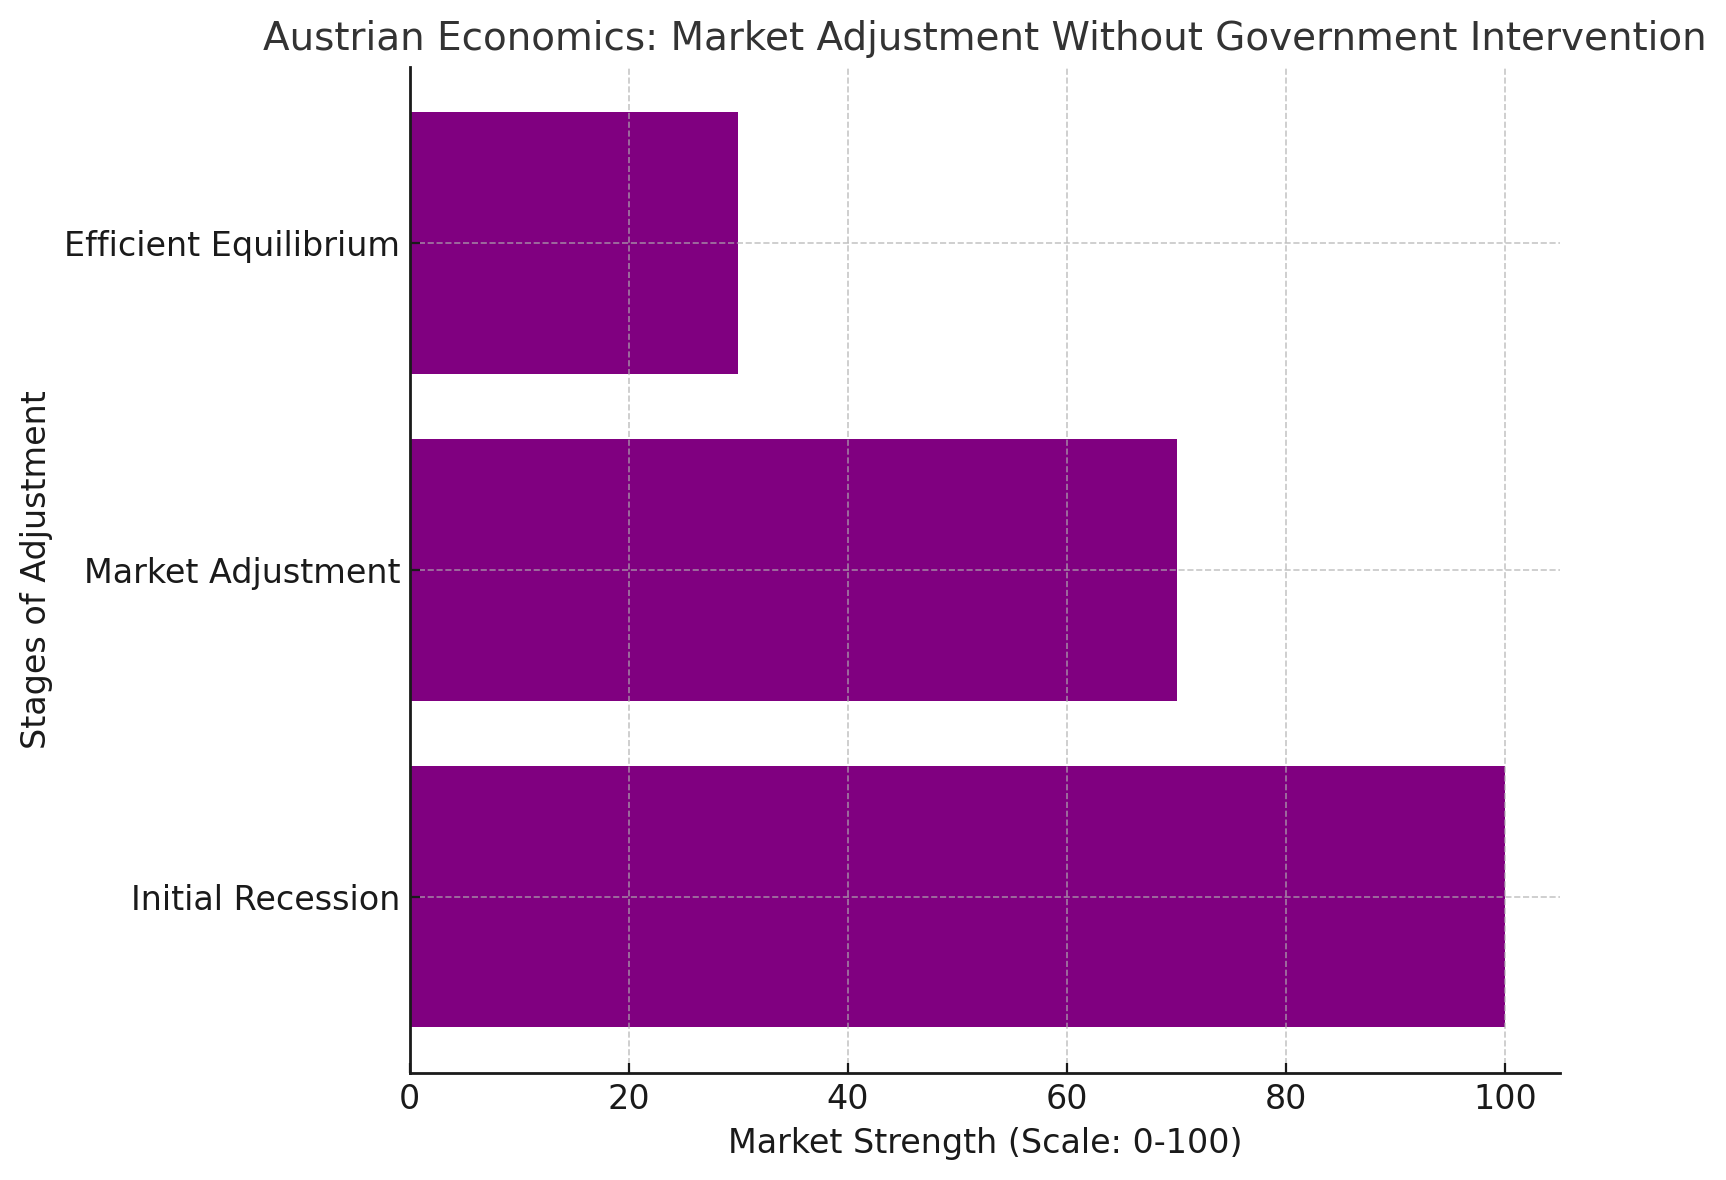 Austrian Economics: Market Adjustment Without Government Intervention
Stages of Adjustment
Efficient Equilibrium
Market Adjustment
Initial Recession
0 20 40 60 80 100
Market Strength (Scale: 0-100)